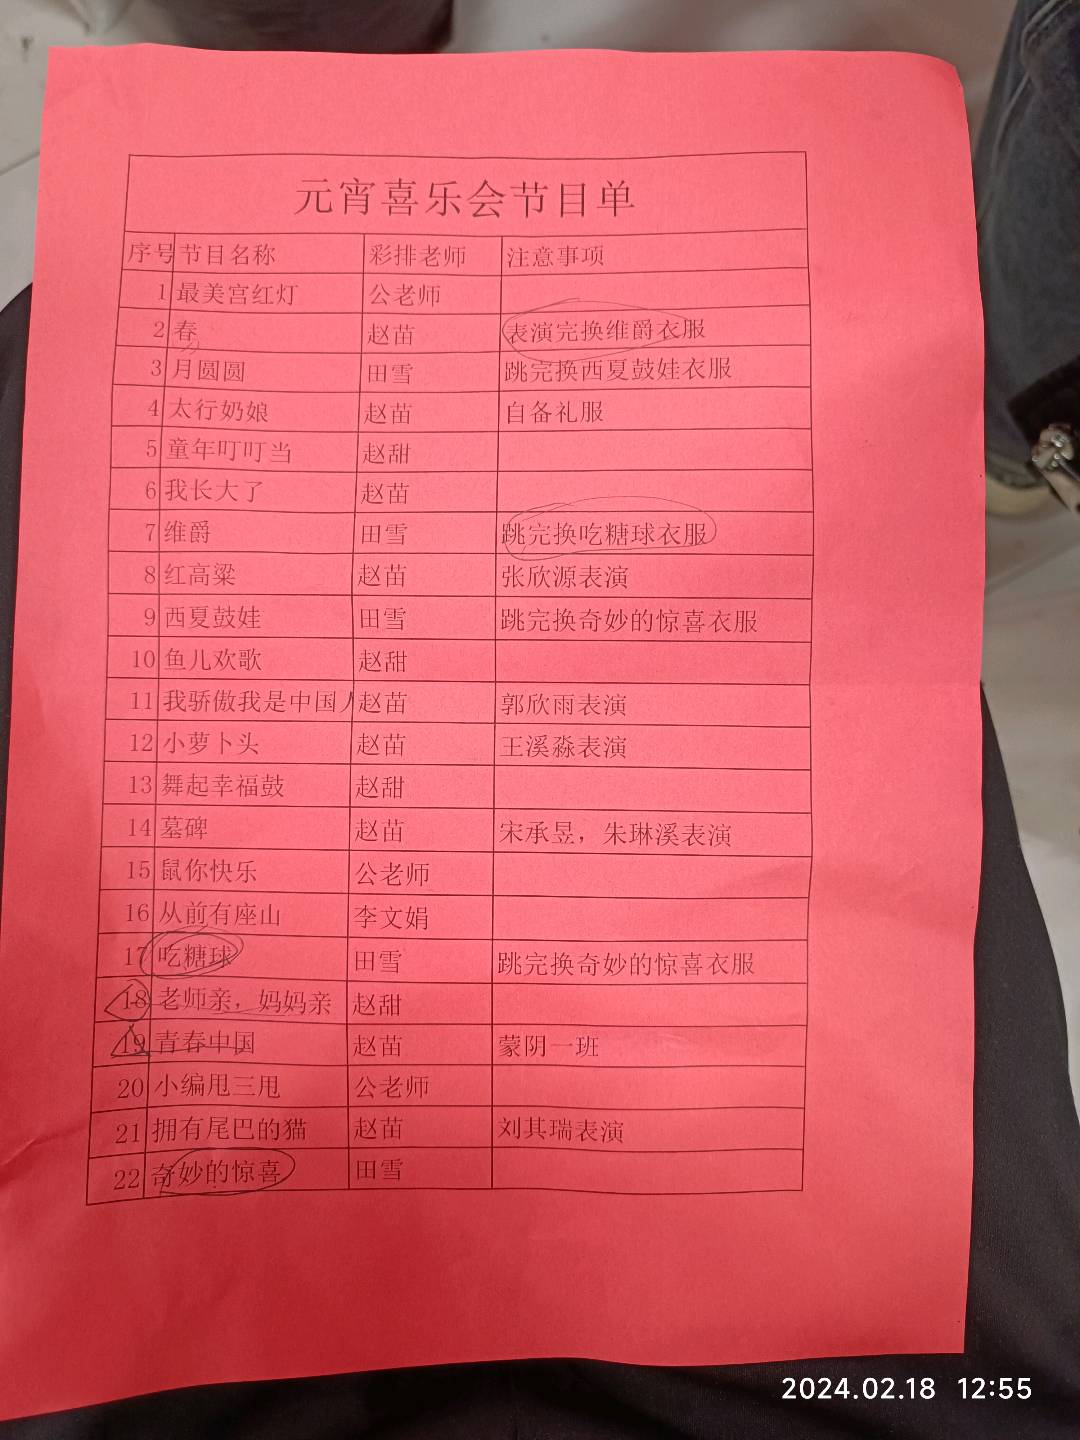 元宵喜乐会节目单
序号 节目名称 彩排老师 注意事项
1 最美宫红灯 公老师
2 春 赵苗 表演完换维爵衣服
3 月圆圆 田雪 跳完换西夏鼓娃衣服
4 太行奶娘 赵苗 自备礼服
5 童年叮叮当 赵甜
6 我长大了 赵苗
7 维爵 田雪 跳完换吃糖球衣服
8 红高粱 赵苗 张欣源表演
9 西夏鼓娃 田雪 跳完换奇妙的惊喜衣服
10 鱼儿欢歌 赵甜
11 我骄傲我是中国人 赵苗 郭欣雨表演
12 小萝卜头 赵苗 王溪淼表演
13 舞起幸福鼓 赵甜
14 墓碑 赵苗 宋承昱，朱琳溪表演
15 鼠你快乐 公老师
16 从前有座山 李文娟
17 吃糖球 田雪 跳完换奇妙的惊喜衣服
18 老师亲，妈妈亲 赵甜
19 青春中国 赵苗 蒙阴一班
20 小编甩三甩 公老师
21 拥有尾巴的猫 赵苗 刘其瑞表演
22 奇妙的惊喜 田雪
2024.02.18 12:55